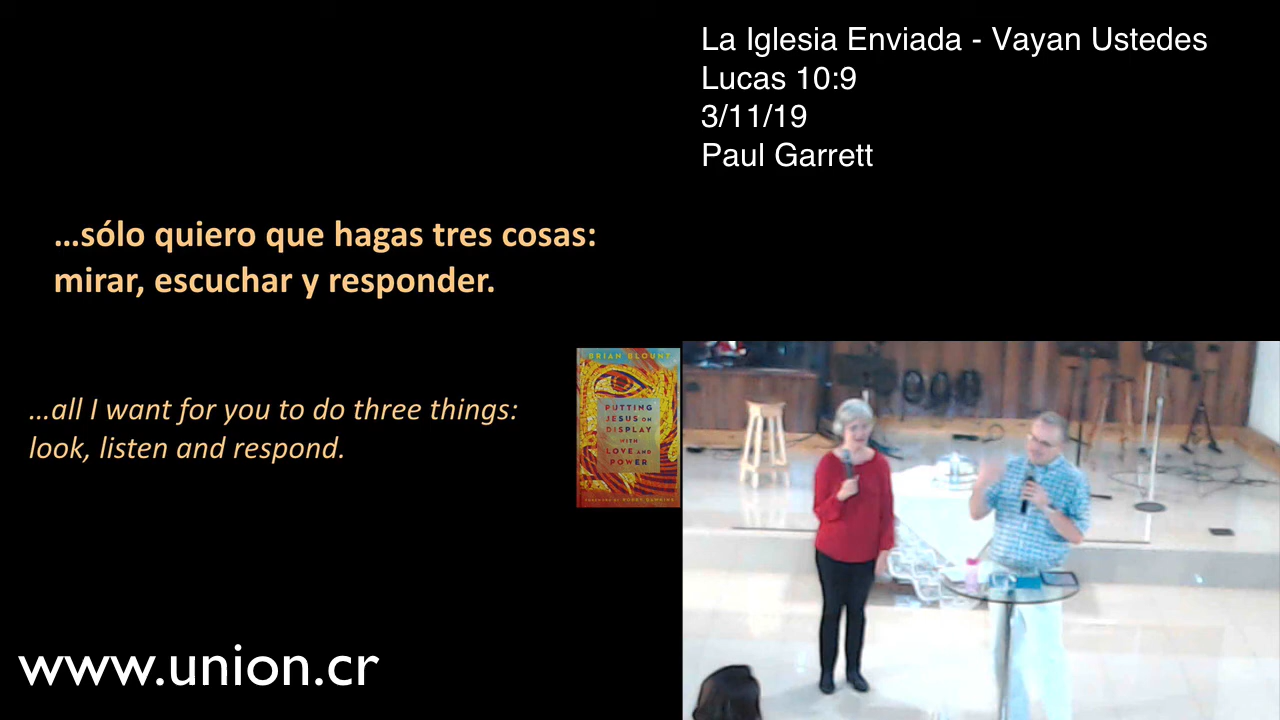 La Iglesia Enviada - Vayan Ustedes
Lucas 10:9
3/11/19
Paul Garrett
…sólo quiero que hagas tres cosas:
mirar, escuchar y responder.
…all I want for you to do three things:
look, listen and respond.
BRIAN BLOUNT
PUTTING
JESUS ON
DISPLAY
WITH
LOVE AND
POWER
www.union.cr